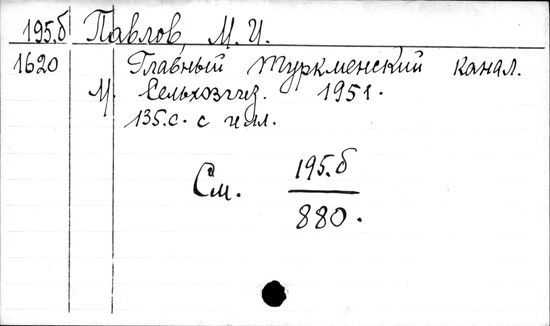 195.б Павлов, М. И.
1620 Главный Туркменский канал.
М. Сельхозгиз. 1951.
135.с. с илл.
См. 195.б
880.